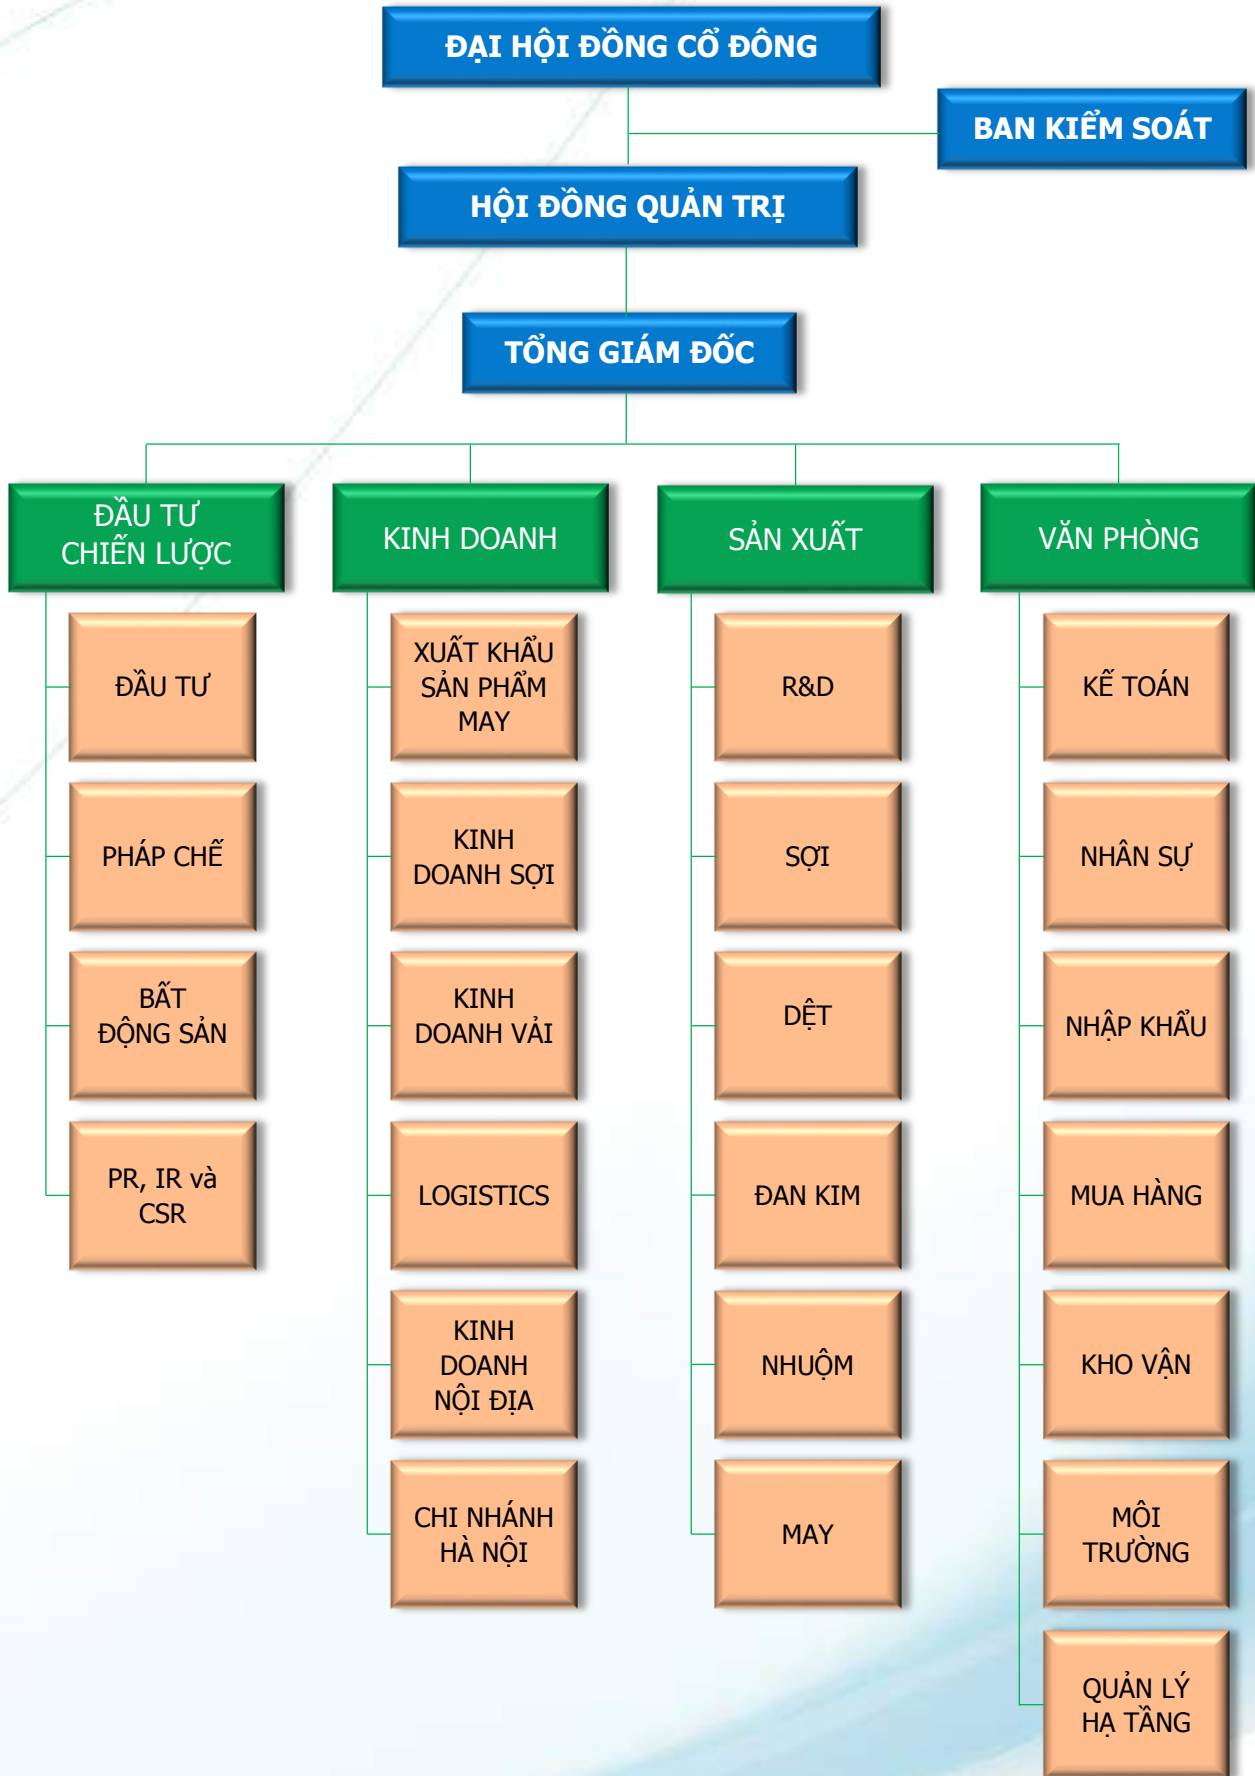 ĐẠI HỘI ĐỒNG CỔ ĐÔNG
BAN KIỂM SOÁT
HỘI ĐỒNG QUẢN TRỊ
TỔNG GIÁM ĐỐC
ĐẦU TƯ
CHIẾN LƯỢC
ĐẦU TƯ
PHÁP CHẾ
BẤT
ĐỘNG SẢN
PR, IR và
CSR
KINH DOANH
XUẤT KHẨU
SẢN PHẨM
MAY
KINH
DOANH SỢI
KINH
DOANH VẢI
LOGISTICS
KINH
DOANH
NỘI ĐỊA
CHI NHÁNH
HÀ NỘI
SẢN XUẤT
R&D
SỢI
DỆT
ĐAN KIM
NHUỘM
MAY
VĂN PHÒNG
KẾ TOÁN
NHÂN SỰ
NHẬP KHẨU
MUA HÀNG
KHO VẬN
MÔI
TRƯỜNG
QUẢN LÝ
HẠ TẦNG